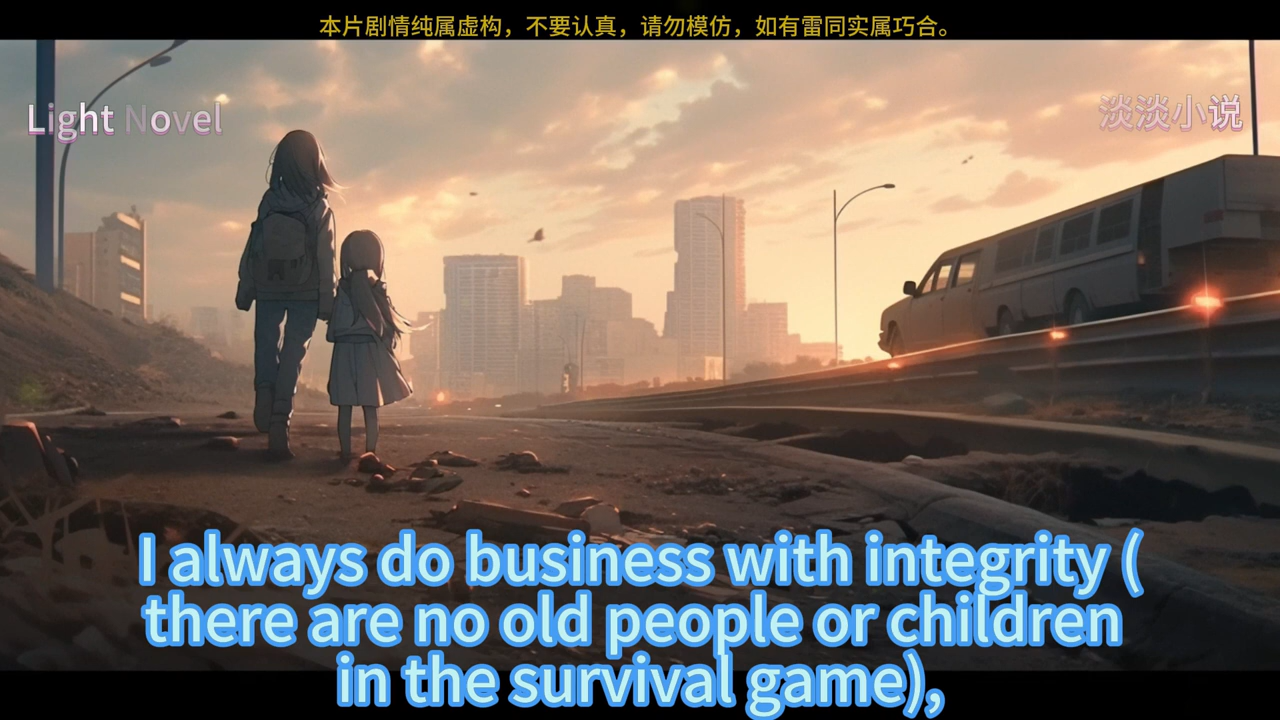 本片剧情纯属虚构，不要认真，请勿模仿，如有雷同实属巧合。
Light Novel
淡淡小说
I always do business with integrity (
there are no old people or children
in the survival game),